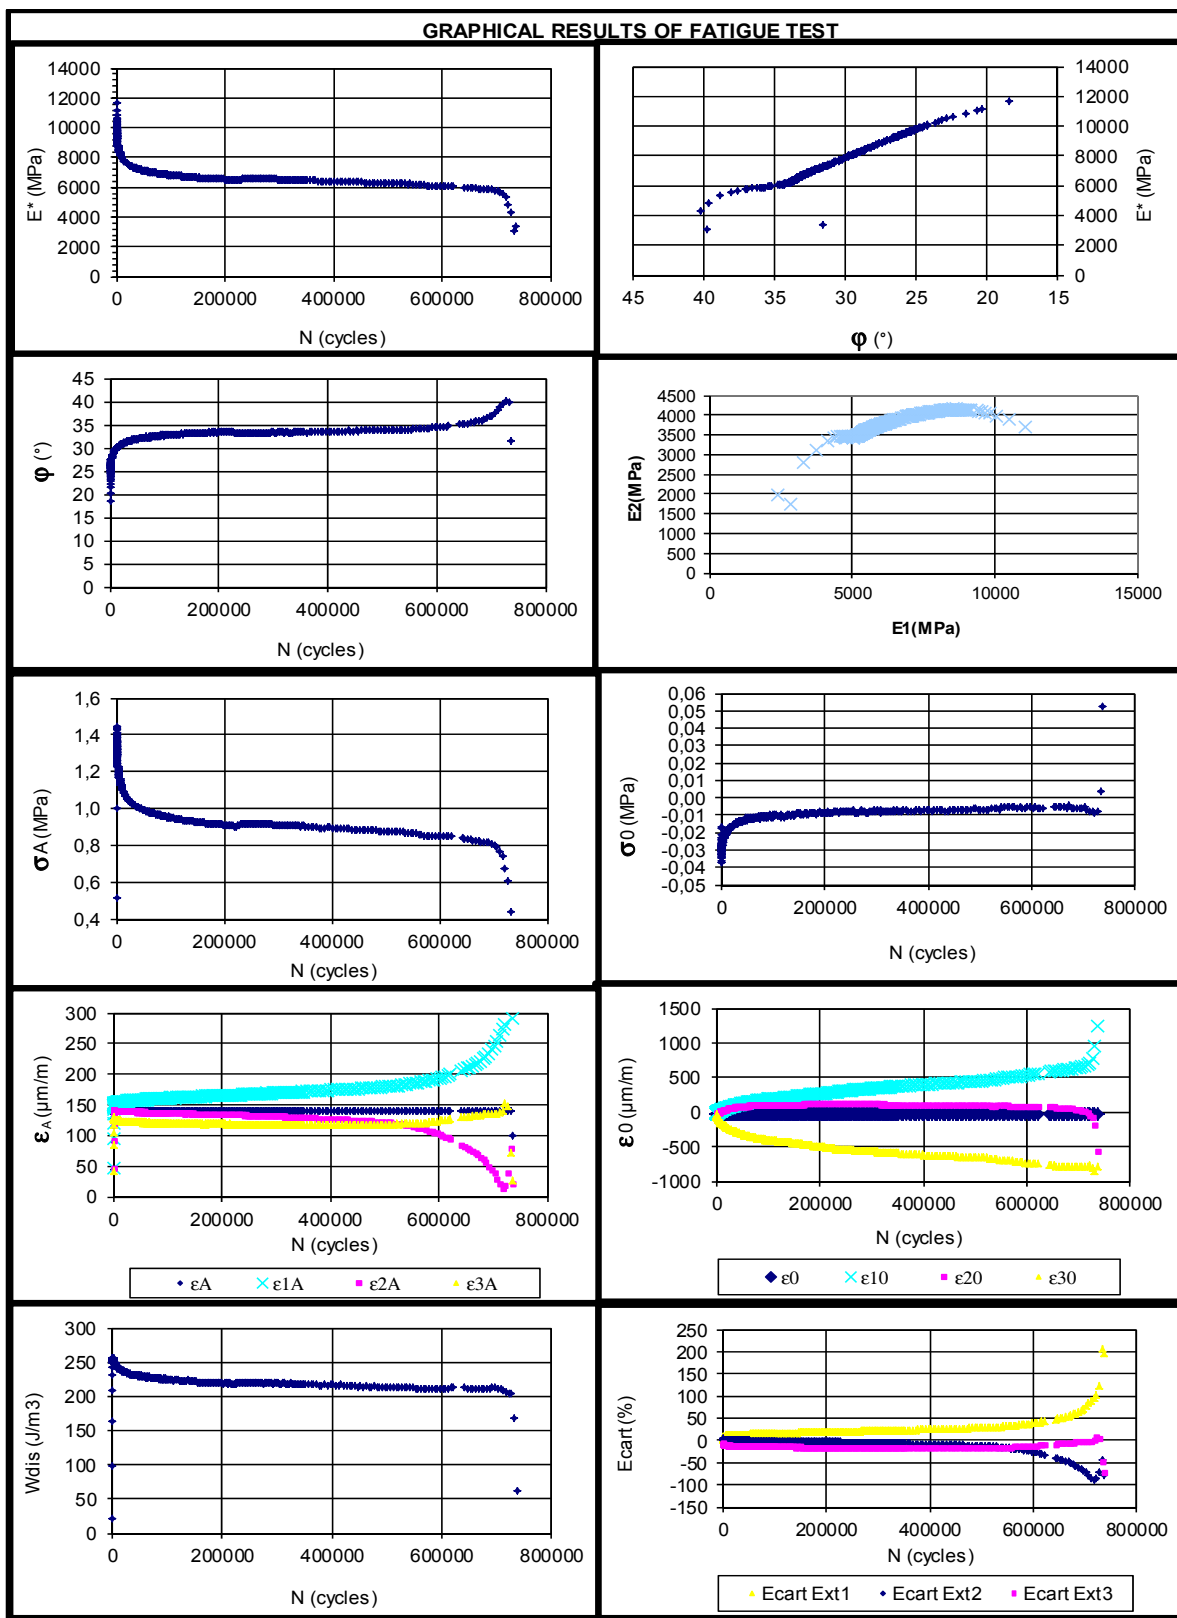 GRAPHICAL RESULTS OF FATIGUE TEST
14000
12000
10000
8000
6000
4000
2000
0
E* (MPa)
0 200000 400000 600000 800000
N (cycles)
14000
12000
10000
8000
6000
4000
2000
0
E* (MPa)
45 40 35 30 25 20 15
φ (°)
45
40
35
30
25
20
15
10
5
0
φ (°)
0 200000 400000 600000 800000
N (cycles)
4500
4000
3500
3000
2500
2000
1500
1000
500
0
E2(MPa)
0 5000 10000 15000
E1(MPa)
1,6
1,4
1,2
1,0
0,8
0,6
0,4
σA (MPa)
0 200000 400000 600000 800000
N (cycles)
0,06
0,05
0,04
0,03
0,02
0,01
0,00
-0,01
-0,02
-0,03
-0,04
-0,05
σ0 (MPa)
0 200000 400000 600000 800000
N (cycles)
300
250
200
150
100
50
0
εA (µm/m)
0 200000 400000 600000 800000
N (cycles)
εA ε1A ε2A ε3A
1500
1000
500
0
-500
-1000
ε0 (µm/m)
0 200000 400000 600000 800000
N (cycles)
ε0 ε10 ε20 ε30
300
250
200
150
100
50
0
Wdis (J/m3)
0 200000 400000 600000 800000
N (cycles)
250
200
150
100
50
0
-50
-100
-150
Ecart (%)
0 200000 400000 600000 800000
N (cycles)
Ecart Ext1 Ecart Ext2 Ecart Ext3